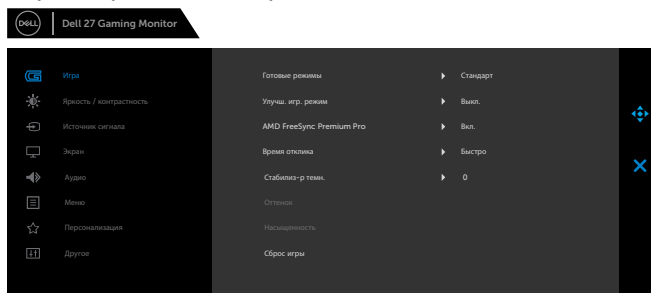 DELL
Dell 27 Gaming Monitor
Игра
Готовые режимы
Стандарт
Яркость / контрастность
Улучш. игр. режим
Выкл.
Источник сигнала
AMD FreeSync Premium Pro
Вкл.
Экран
Время отклика
Быстро
Аудио
Стабилиз-р темн.
0
Меню
Оттенок
Персонализация
Насыщенность
Другое
Сброс игры